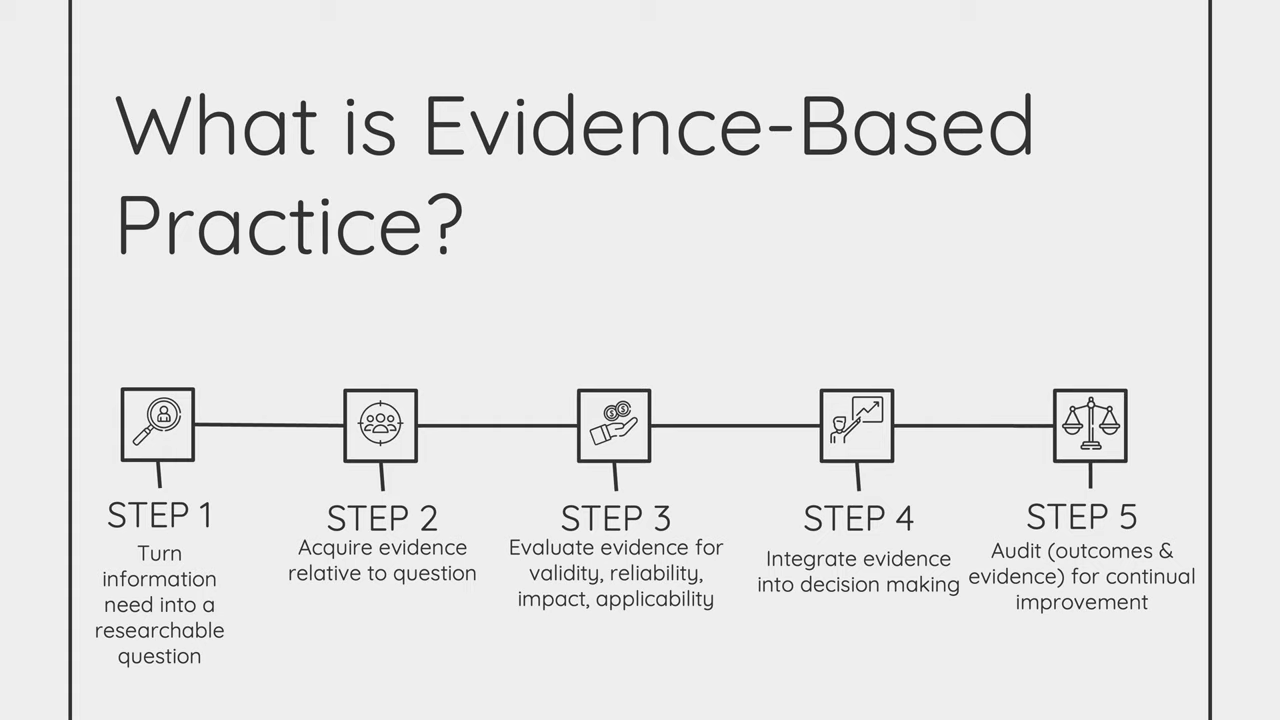 What is Evidence-Based
Practice?
STEP 1
Turn
information
need into a
researchable
question
STEP 2
Acquire evidence
relative to question
STEP 3
Evaluate evidence for
validity, reliability,
impact, applicability
STEP 4
Integrate evidence
into decision making
STEP 5
Audit (outcomes &
evidence) for continual
improvement